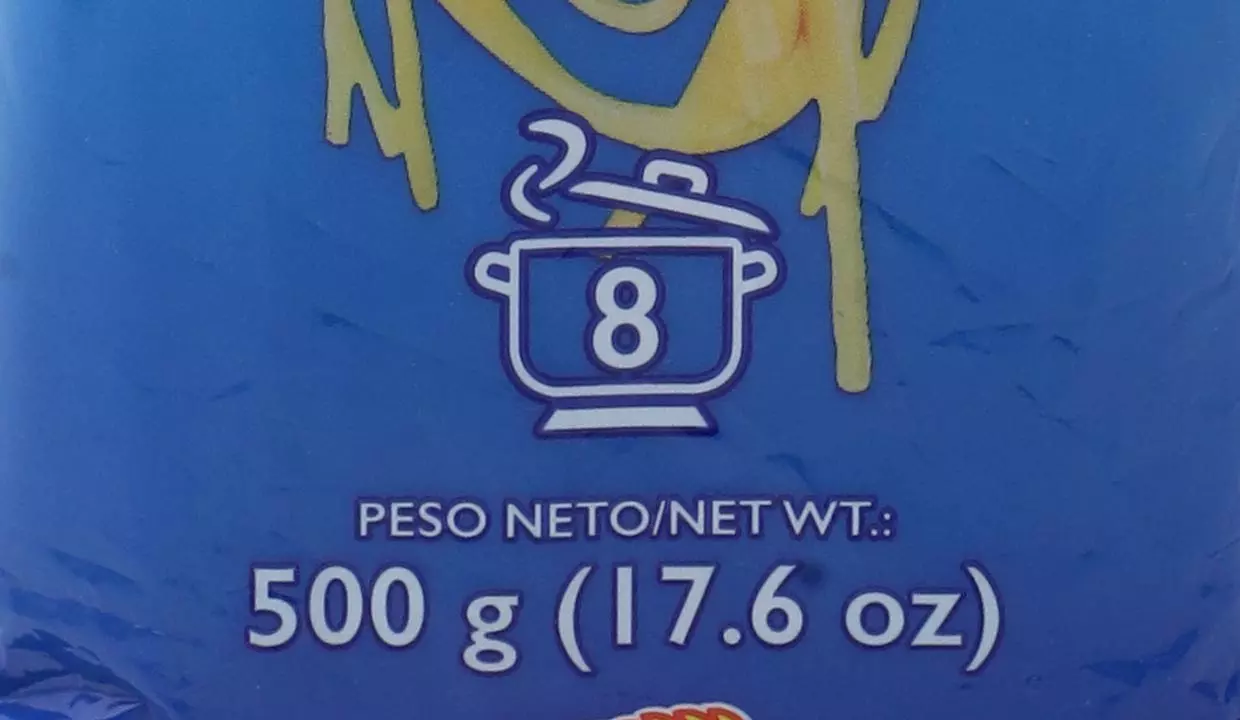 8
PESO NETO/NET WT.:
500 g (17.6 oz)